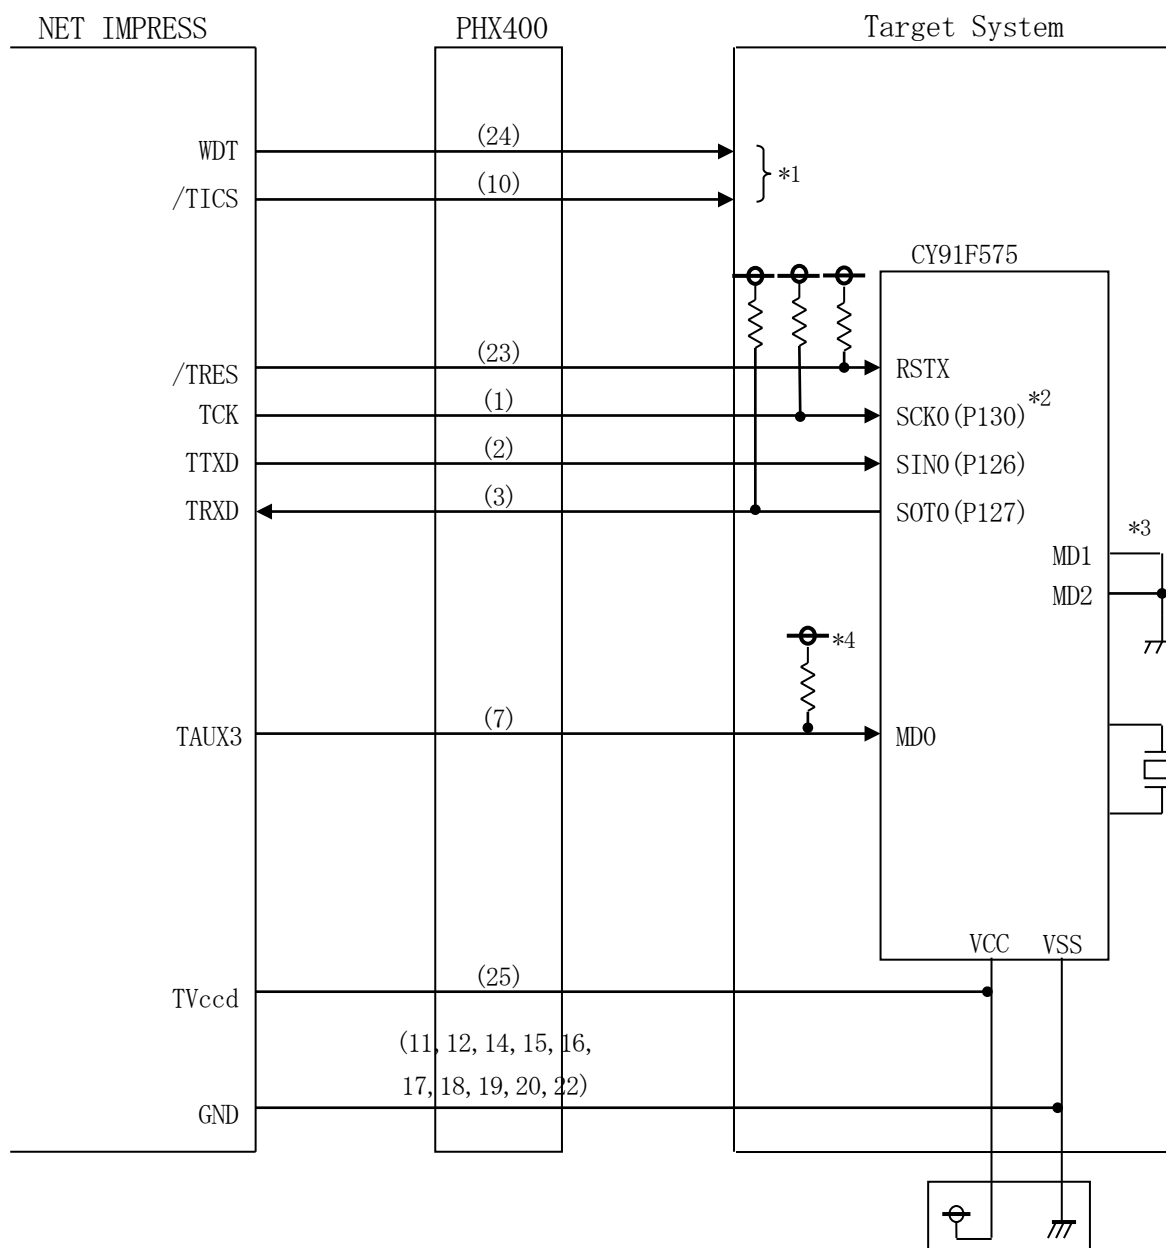 NET IMPRESS
PHX400
Target System
WDT
(24)
*1
/TICS
(10)
CY91F575
/TRES
(23)
RSTX
TCK
(1)
SCK0(P130)*2
TTXD
(2)
SIN0(P126)
TRXD
(3)
SOT0(P127)
*3
MD1
MD2
*4
TAUX3
(7)
MD0
VCC
VSS
TVccd
(25)
(11,12,14,15,16,
17,18,19,20,22)
GND